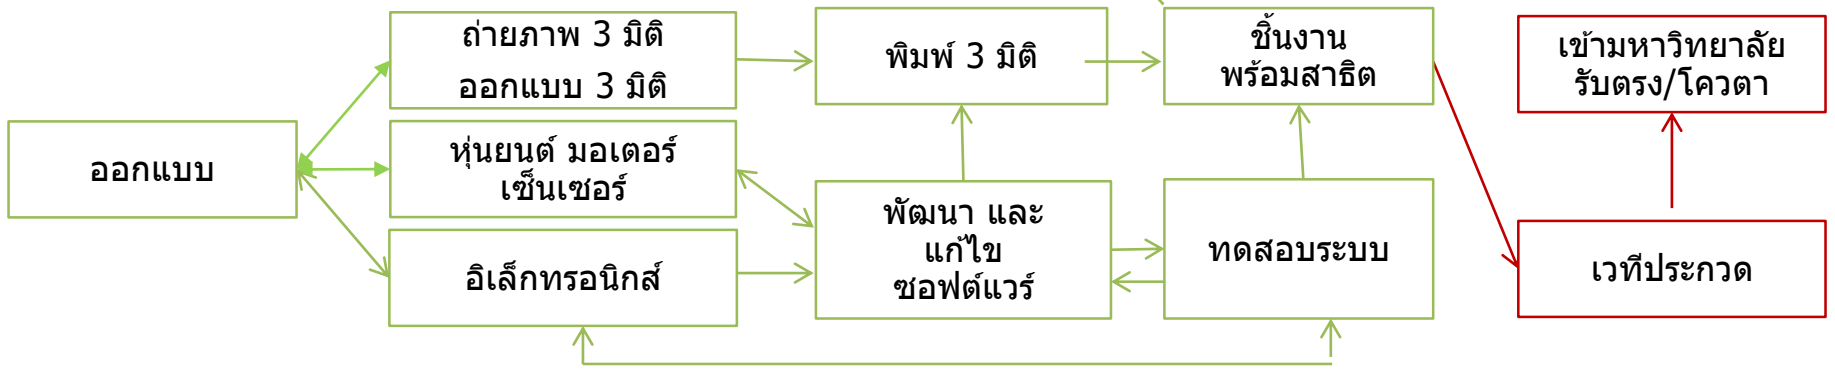 ออกแบบ
ถ่ายภาพ 3 มิติ
ออกแบบ 3 มิติ
หุ่นยนต์ มอเตอร์
เซ็นเซอร์
อิเล็กทรอนิกส์
พิมพ์ 3 มิติ
พัฒนา และ
แก้ไข
ซอฟต์แวร์
ชิ้นงาน
พร้อมสาธิต
ทดสอบระบบ
เข้ามหาวิทยาลัย
รับตรง/โควตา
เวทีประกวด